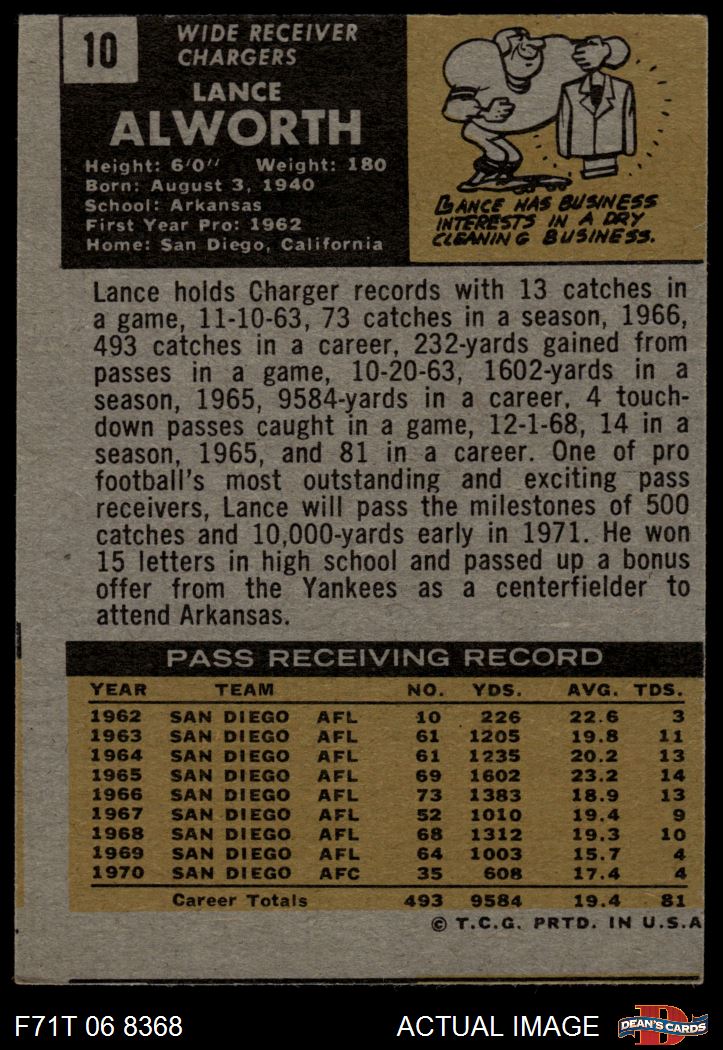 10
WIDE RECEIVER
CHARGERS
LANCE
ALWORTH
Height: 6'0'' Weight: 180
Born: August 3, 1940
School: Arkansas
First Year Pro: 1962
Home: San Diego, California
LANCE HAS BUSINESS
INTERESTS IN A DRY
CLEANING BUSINESS.
Lance holds Charger records with 13 catches in
a game, 11-10-63, 73 catches in a season, 1966,
493 catches in a career, 232-yards gained from
passes in a game, 10-20-63, 1602-yards in a
season, 1965, 9584-yards in a career, 4 touch-
down passes caught in a game, 12-1-68, 14 in a
season, 1965, and 81 in a career. One of pro
football's most outstanding and exciting pass
receivers, Lance will pass the milestones of 500
catches and 10,000-yards early in 1971. He won
15 letters in high school and passed up a bonus
offer from the Yankees as a centerfielder to
attend Arkansas.
PASS RECEIVING RECORD
YEAR TEAM NO. YDS. AVG. TDS.
1962 SAN DIEGO AFL 10 226 22.6 3
1963 SAN DIEGO AFL 61 1205 19.8 11
1964 SAN DIEGO AFL 61 1235 20.2 13
1965 SAN DIEGO AFL 69 1602 23.2 14
1966 SAN DIEGO AFL 73 1383 18.9 13
1967 SAN DIEGO AFL 52 1010 19.4 9
1968 SAN DIEGO AFL 68 1312 19.3 10
1969 SAN DIEGO AFL 64 1003 15.7 4
1970 SAN DIEGO AFC 35 608 17.4 4
Career Totals 493 9584 19.4 81
© T.C.G. PRTD. IN U.S.A
F71T 06 8368 ACTUAL IMAGE D DEAN'S CARDS